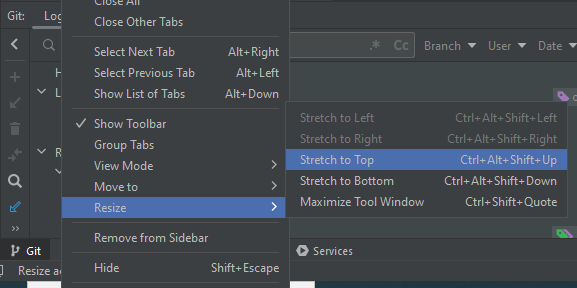 Close All
Git:
Close Other Tabs
Select Next Tab Alt+Right
Select Previous Tab Alt+Left
Show List of Tabs Alt+Down
.* Cc Branch User Date
Show Toolbar
Group Tabs
View Mode
Move to
Resize
Remove from Sidebar
Hide Shift+Escape
Stretch to Left Ctrl+Alt+Shift+Left
Stretch to Right Ctrl+Alt+Shift+Right
Stretch to Top Ctrl+Alt+Shift+Up
Stretch to Bottom Ctrl+Alt+Shift+Down
Maximize Tool Window Ctrl+Shift+Quote
Git
Services
Resize